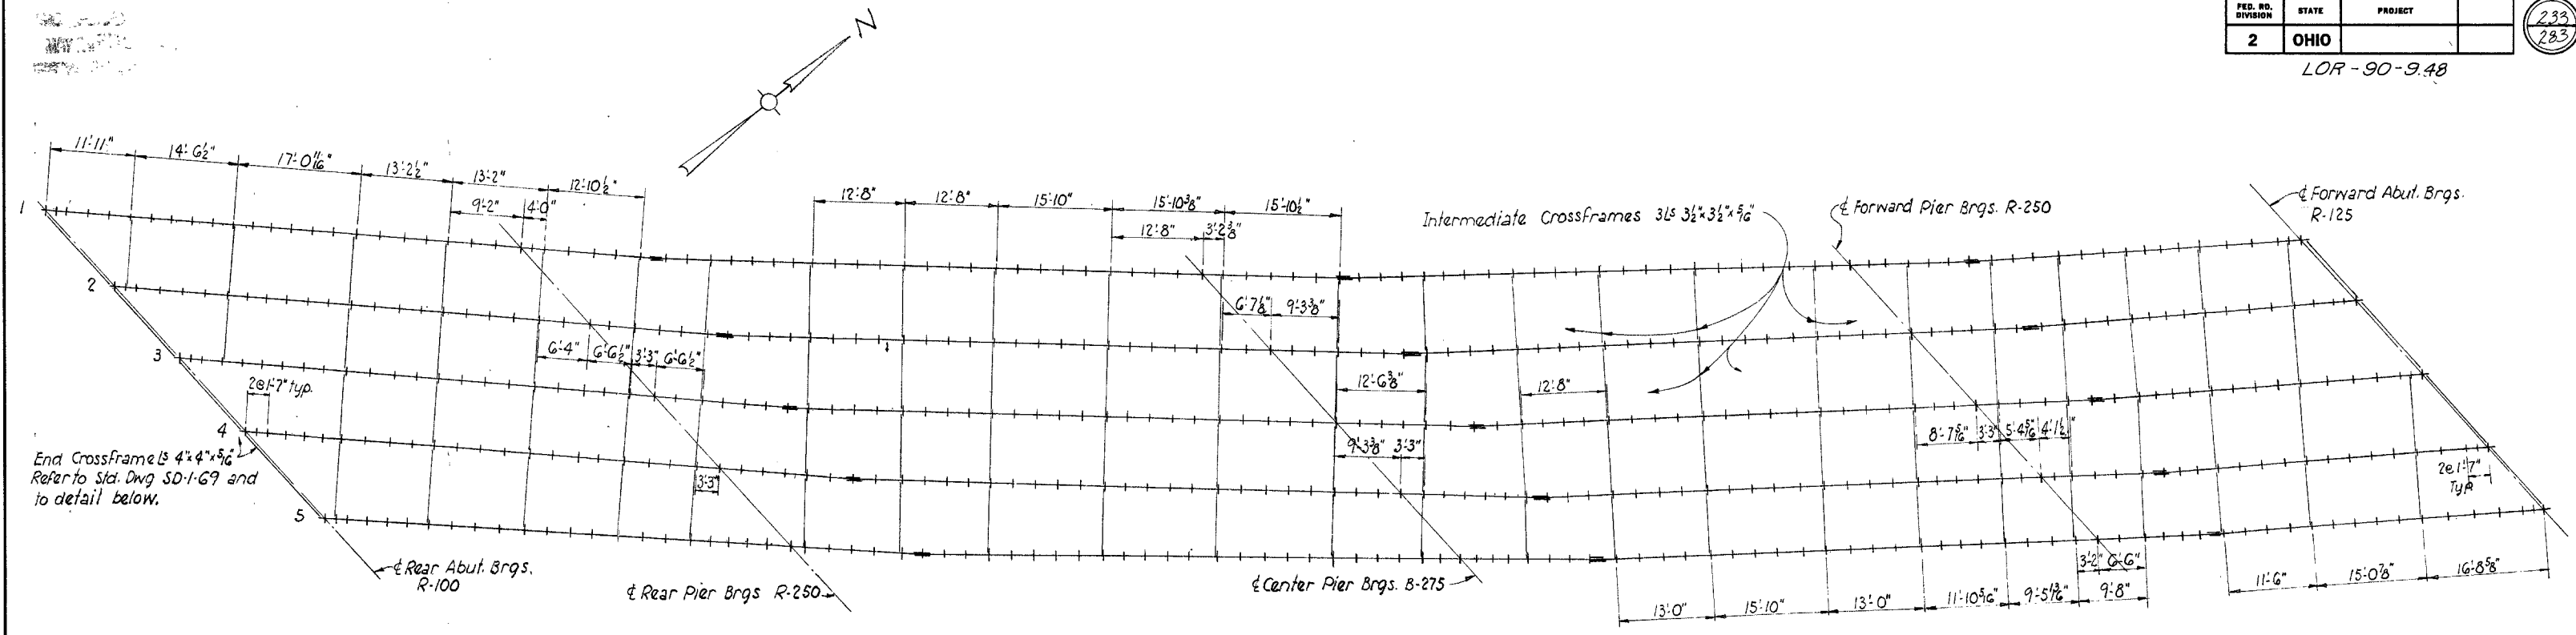 FED. RD. DIVISION STATE PROJECT
2 OHIO
233
283
LOR-90-9.48
N
11'-11" 14'-6½" 17'-0 11/16" 13'-2½" 13'-2" 12'-10½"
9'-2" 4'-0"
12'-8" 12'-8" 15'-10" 15'-10⅜" 15'-10½"
12'-8" 3'-2⅜"
Intermediate Crossframes 3Ls 3½"x3½"x5/16"
℄ Forward Pier Brgs. R-250
℄ Forward Abut. Brgs.
R-125
1
2
3
4
5
6'-7⅛" 9'-3⅜"
6'-4" 6'-6½" 3'-3" 6'-6½"
12'-6⅜"
12'-8"
2@1'-7" typ.
9'-3⅜" 3'-3"
8'-7 5/16" 3'-3" 5'-4 5/16" 4'-1½"
3'-3"
2@1'-7"
Typ.
End Crossframe Ls 4"x4"x5/16"
Refer to Std. Dwg SD-1-69 and
to detail below.
℄ Rear Abut. Brgs.
R-100
℄ Rear Pier Brgs R-250
℄ Center Pier Brgs. B-275
3'-2" 6'-6"
13'-0" 15'-10" 13'-0" 11'-10 5/16" 9'-5 13/16" 9'-8"
11'-6" 15'-0⅞" 16'-8⅝"